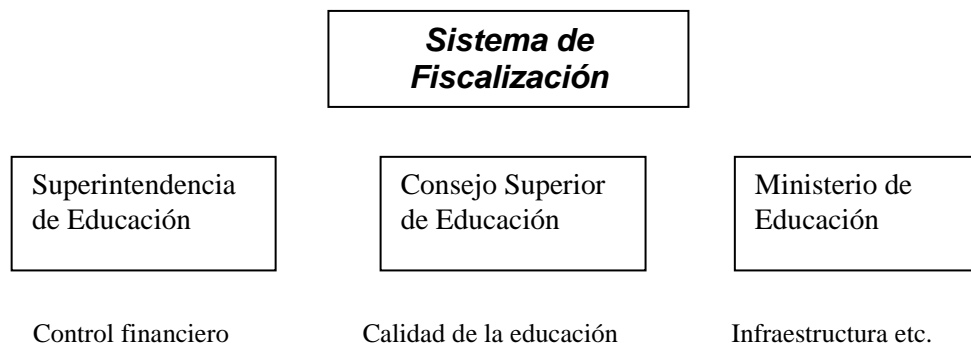 Sistema de
Fiscalización
Superintendencia
de Educación
Consejo Superior
de Educación
Ministerio de
Educación
Control financiero
Calidad de la educación
Infraestructura etc.